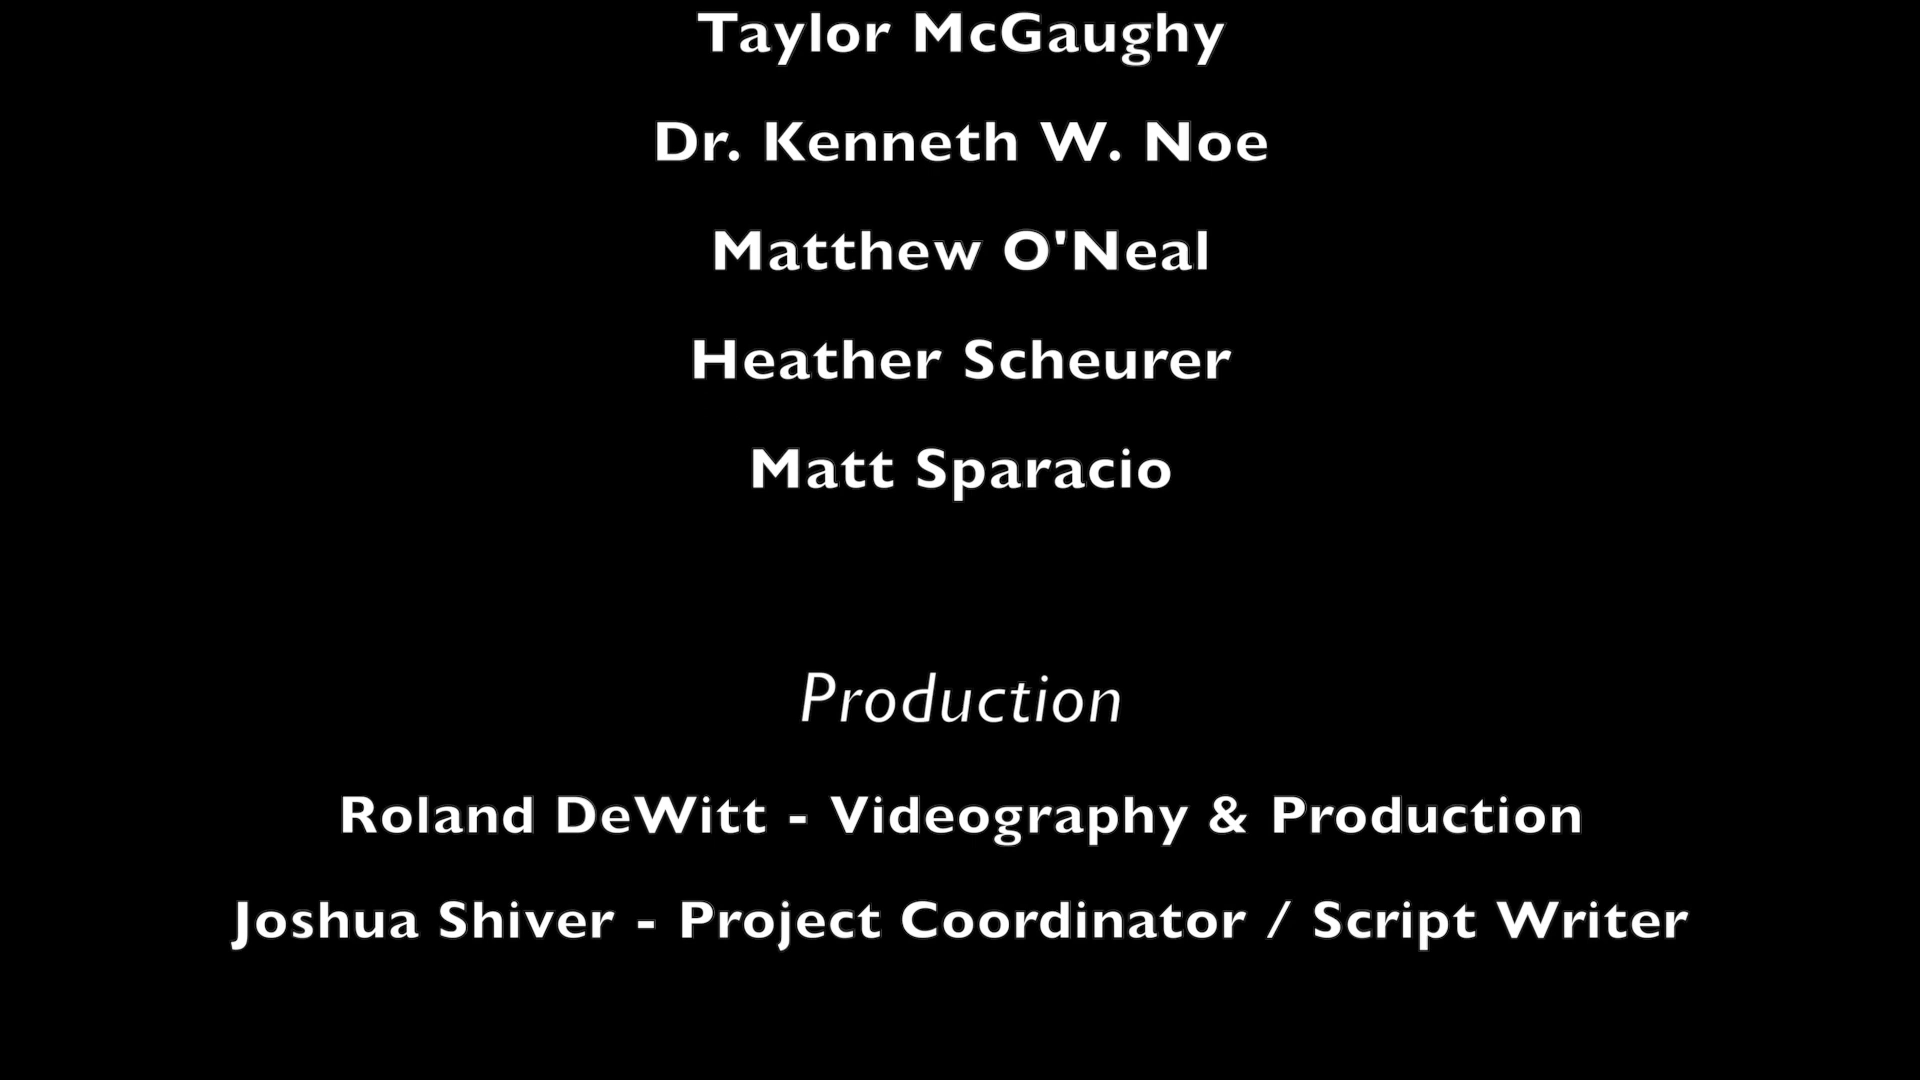 Taylor McGaughy
Dr. Kenneth W. Noe
Matthew O'Neal
Heather Scheurer
Matt Sparacio
Production
Roland DeWitt - Videography & Production
Joshua Shiver - Project Coordinator / Script Writer